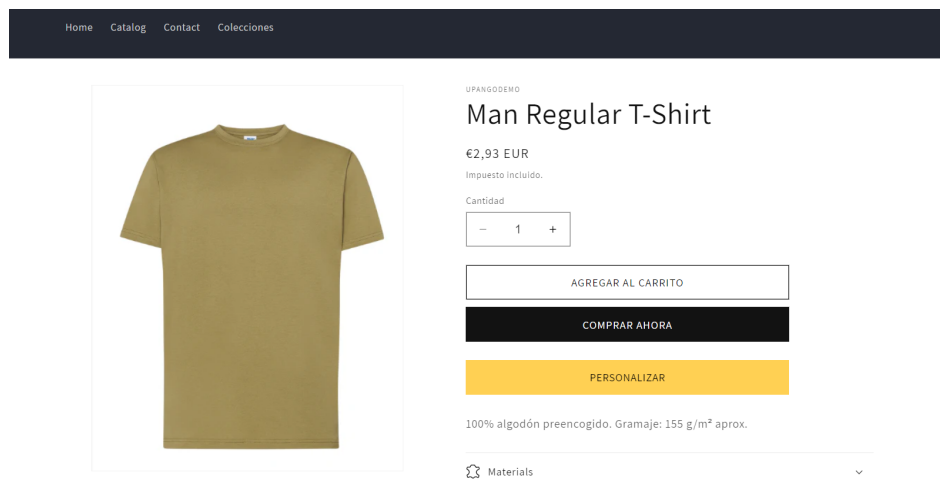 Home Catalog Contact Colecciones
UPANGODEMO
Man Regular T-Shirt
€2,93 EUR
Impuesto incluido.
Cantidad
− 1 +
AGREGAR AL CARRITO
COMPRAR AHORA
PERSONALIZAR
100% algodón preencogido. Gramaje: 155 g/m² aprox.
Materials